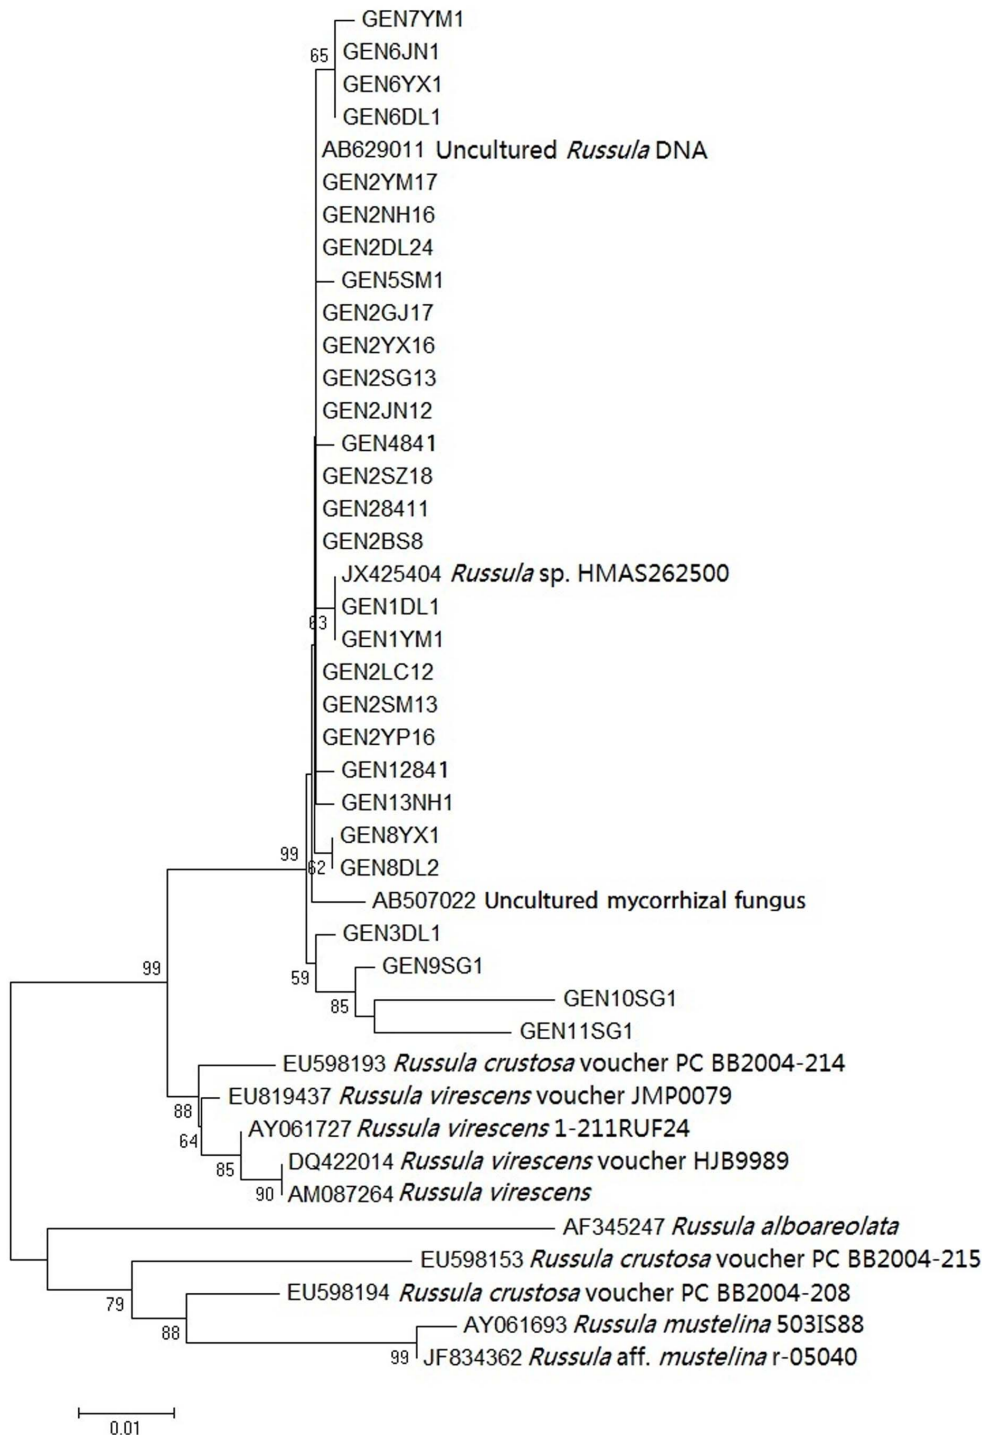 GEN7YM1
65
GEN6JN1
GEN6YX1
GEN6DL1
AB629011 Uncultured Russula DNA
GEN2YM17
GEN2NH16
GEN2DL24
GEN5SM1
GEN2GJ17
GEN2YX16
GEN2SG13
GEN2JN12
GEN4841
GEN2SZ18
GEN28411
GEN2BS8
JX425404 Russula sp. HMAS262500
GEN1DL1
63
GEN1YM1
GEN2LC12
GEN2SM13
GEN2YP16
GEN12841
GEN13NH1
GEN8YX1
99
62
GEN8DL2
AB507022 Uncultured mycorrhizal fungus
GEN3DL1
99
GEN9SG1
59
GEN10SG1
85
GEN11SG1
EU598193 Russula crustosa voucher PC BB2004-214
EU819437 Russula virescens voucher JMP0079
88
AY061727 Russula virescens 1-211RUF24
64
DQ422014 Russula virescens voucher HJB9989
85
90
AM087264 Russula virescens
AF345247 Russula alboareolata
EU598153 Russula crustosa voucher PC BB2004-215
EU598194 Russula crustosa voucher PC BB2004-208
79
AY061693 Russula mustelina 503IS88
88
99
JF834362 Russula aff. mustelina r-05040
0.01